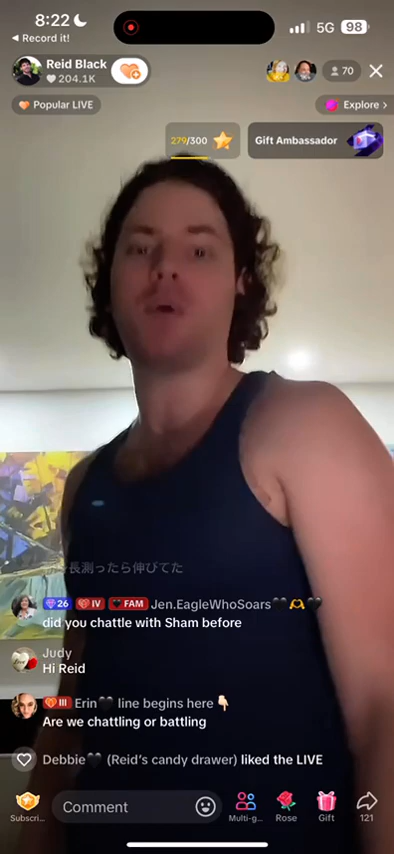 8:22
5G 98
◄ Record it!
Reid Black
204.1K
70
Popular LIVE
Explore >
279/300
Gift Ambassador
身長測ったら伸びてた
26 IV FAM Jen.EagleWhoSoars🖤🫶🖤
did you chattle with Sham before
Judy
Hi Reid
III Erin🖤 line begins here 👇🏻
Are we chattling or battling
Debbie🖤 (Reid's candy drawer) liked the LIVE
Comment
Subscri...
Multi-g...
Rose
Gift
121